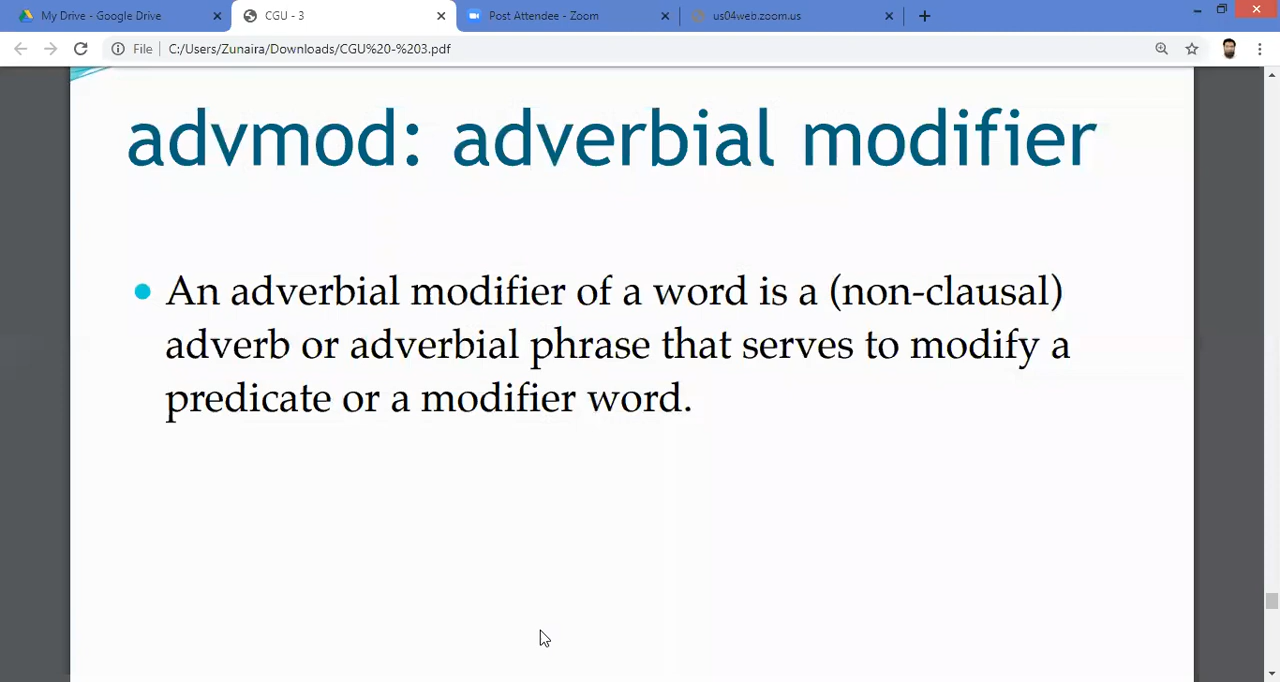 My Drive - Google Drive
CGU - 3
Post Attendee - Zoom
us04web.zoom.us
File
C:/Users/Zunaira/Downloads/CGU%20-%203.pdf
advmod: adverbial modifier
An adverbial modifier of a word is a (non-clausal)
adverb or adverbial phrase that serves to modify a
predicate or a modifier word.